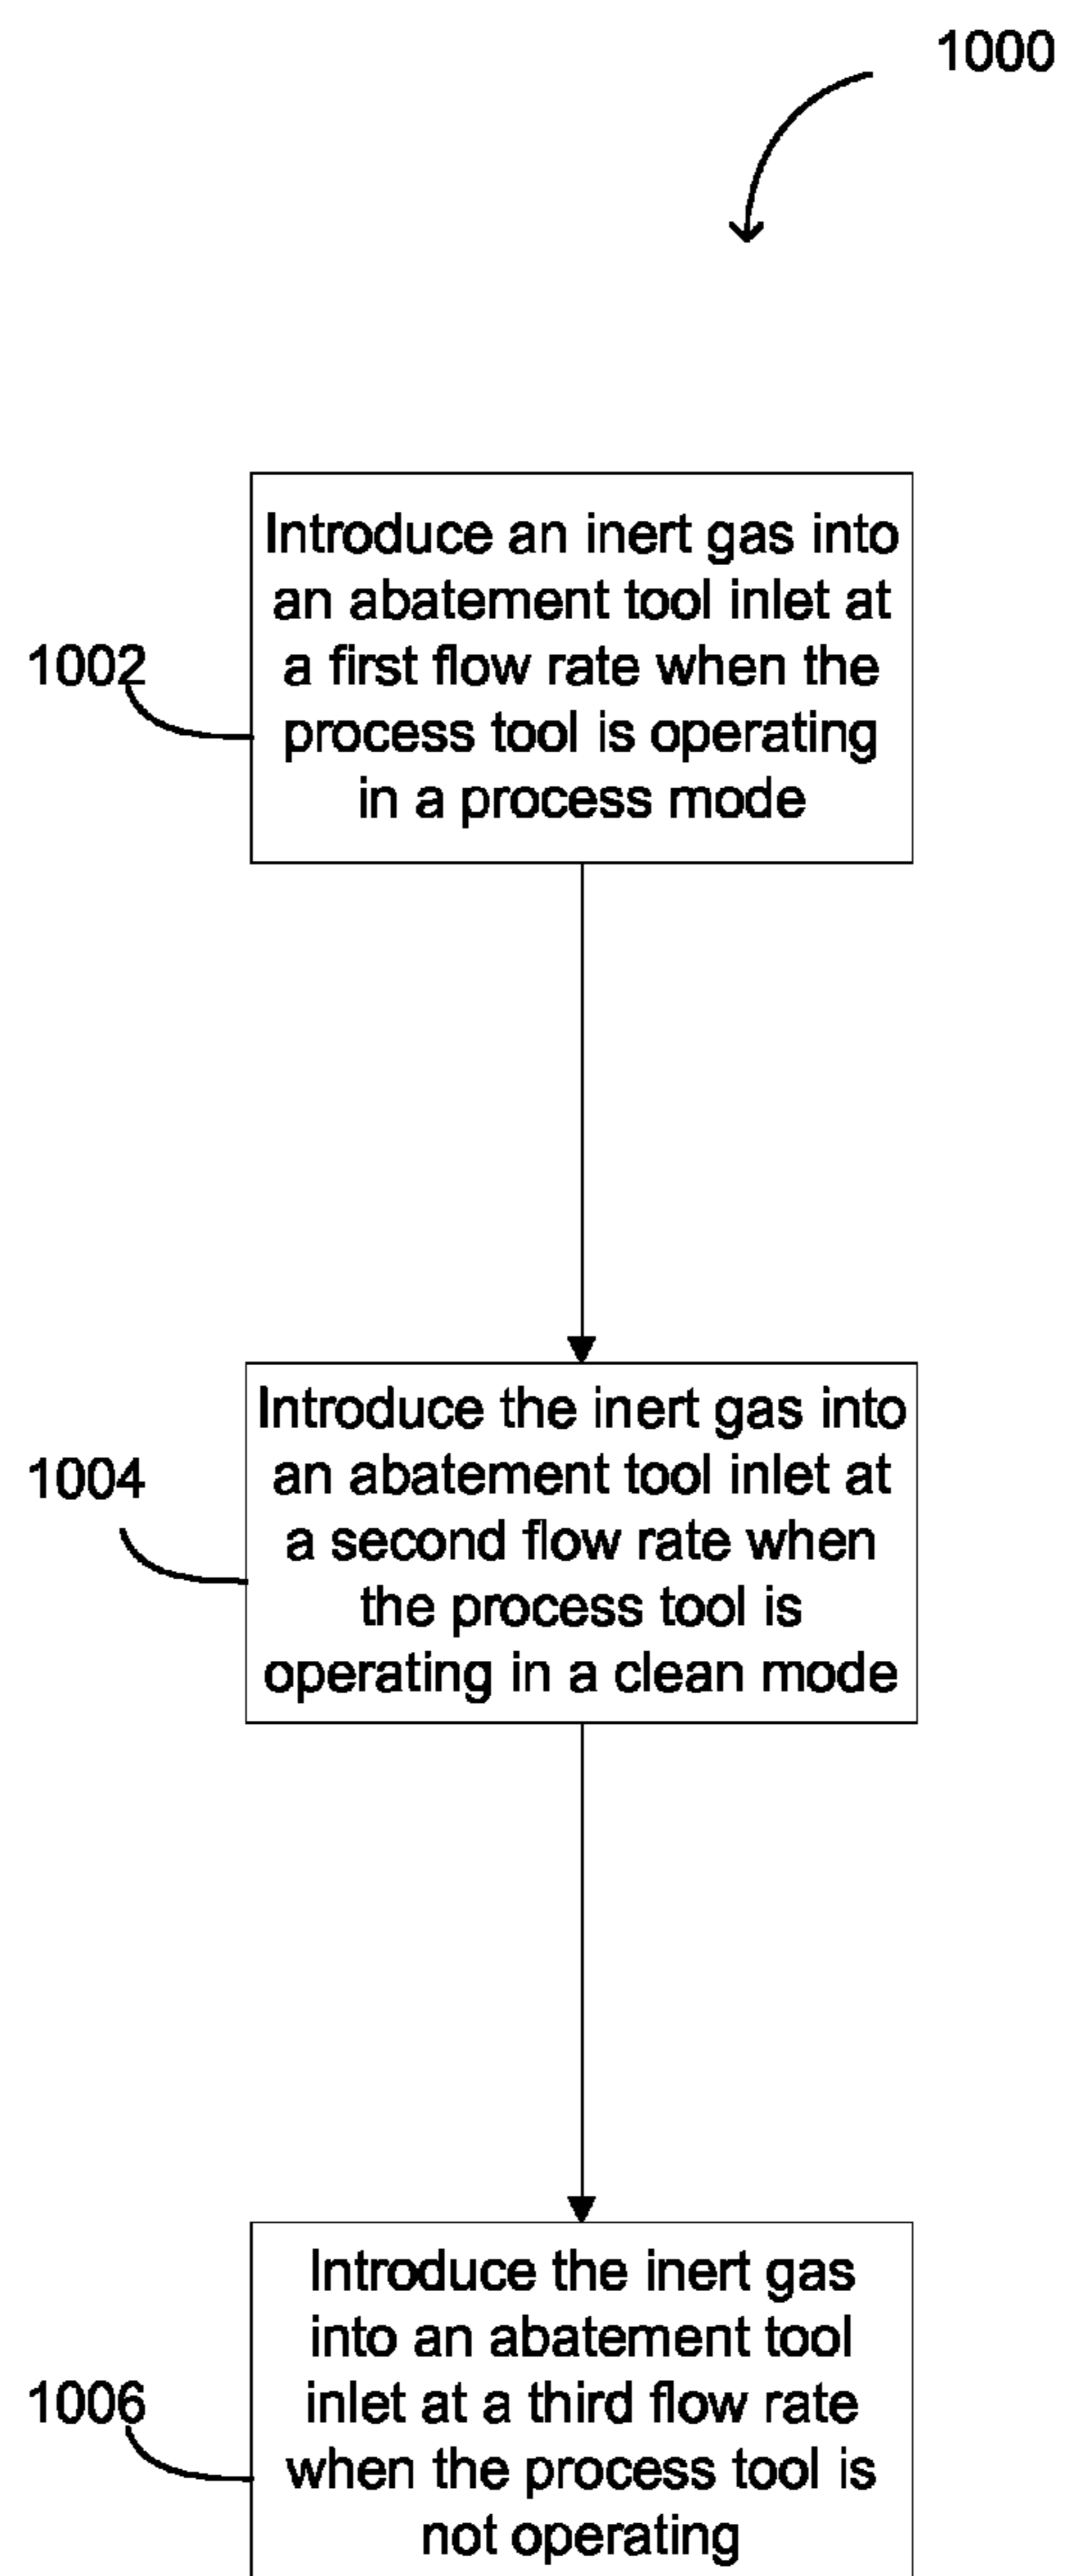 1000
Introduce an inert gas into
an abatement tool inlet at
a first flow rate when the
process tool is operating
in a process mode
1002
Introduce the inert gas into
an abatement tool inlet at
a second flow rate when
the process tool is
operating in a clean mode
1004
Introduce the inert gas
into an abatement tool
inlet at a third flow rate
when the process tool is
not operating
1006